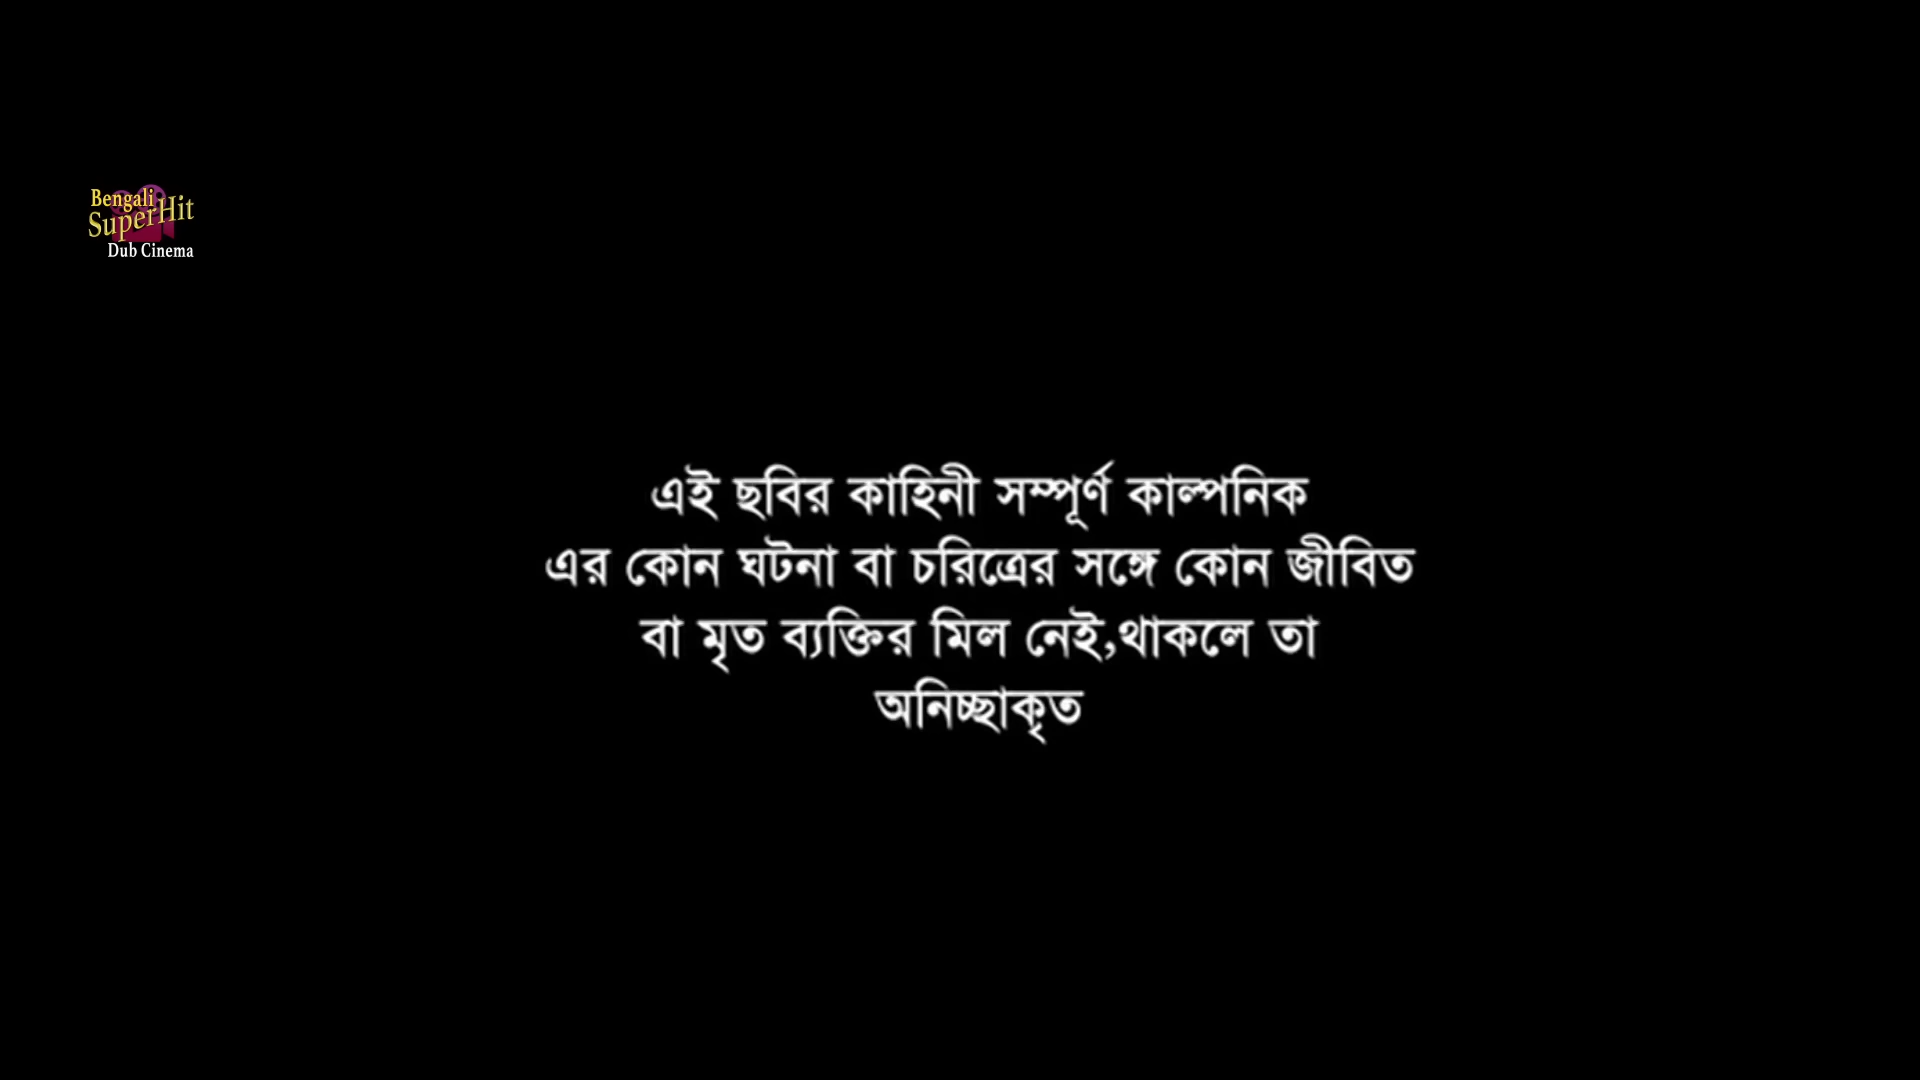 Bengali
SuperHit
Dub Cinema
এই ছবির কাহিনী সম্পূর্ণ কাল্পনিক
এর কোন ঘটনা বা চরিত্রের সঙ্গে কোন জীবিত
বা মৃত ব্যক্তির মিল নেই,থাকলে তা
অনিচ্ছাকৃত